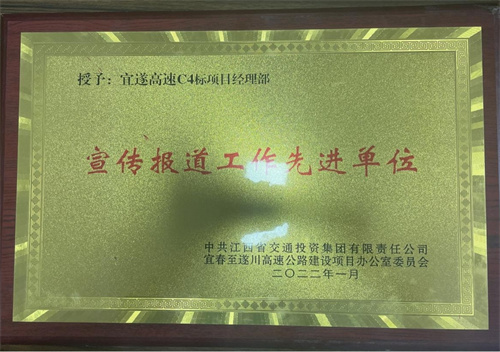 授予：宜遂高速C4标项目经理部
宣传报道工作先进单位
中共江西省交通投资集团有限责任公司
宜春至遂川高速公路建设项目办公室委员会
二〇二二年一月